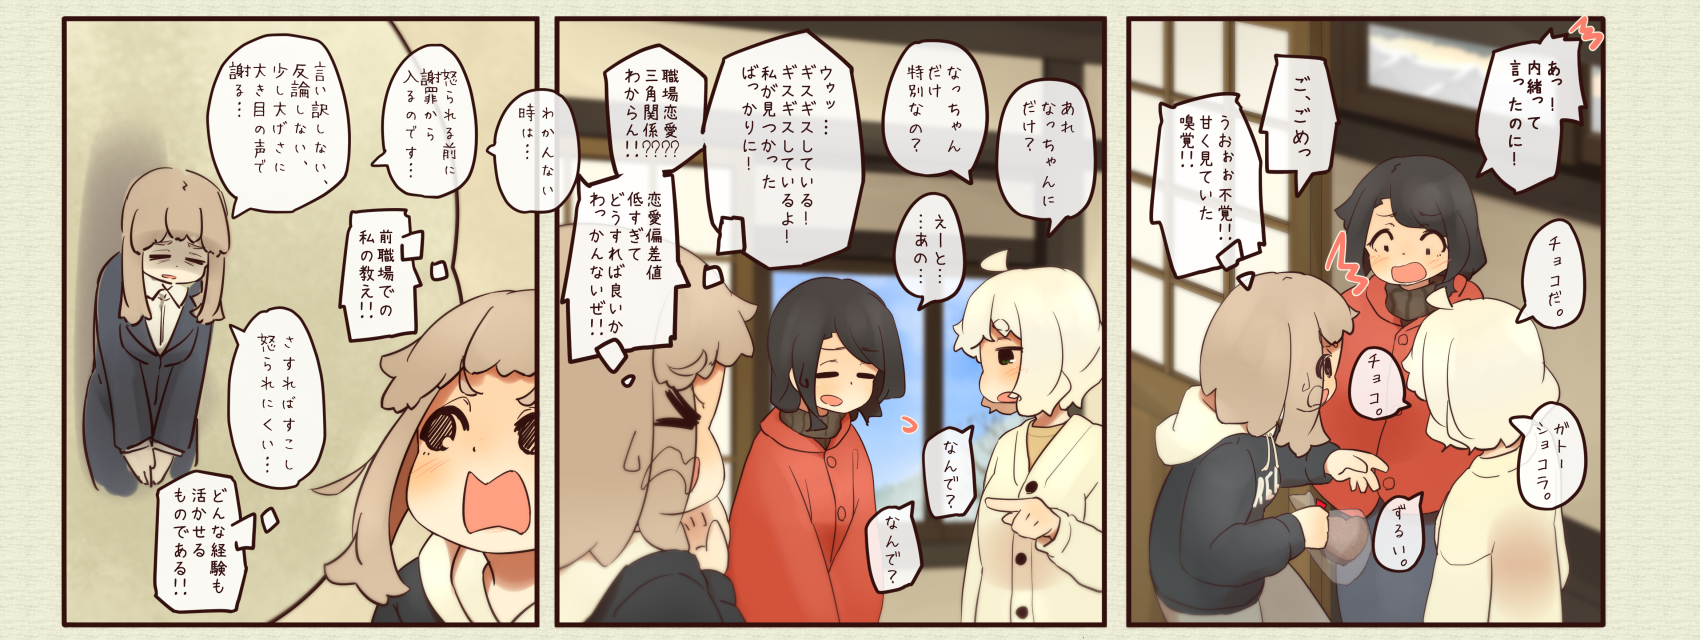 あっ!
内緒って
言ったのに!
ご、ごめっ
うおぉぉ不覚!!
甘く見ていた
嗅覚!!
チョコだ。
チョコ。
ガトー
ショコラ。
ずるい。
あれ
なっちゃんに
だけ?
なっちゃん
だけ
特別なの?
えーと…
…あの…
ウゥッ…
ギスギスしている!
ギスギスしているよ!
私が見つかった
ばっかりに!
職場恋愛??
三角関係??
わからん!!
恋愛偏差値
低すぎて
どうすれば良いか
わっかんないぜ!!
なんで?
なんで?
わかんない
時は…
怒られる前に
謝罪から
入るのです…
言い訳しない、
反論しない、
少し大げさに
大き目の声で
謝る…
前職場での
私の教え!!
さすればすこし
怒られにくい…
どんな経験も
活かせる
ものである!!